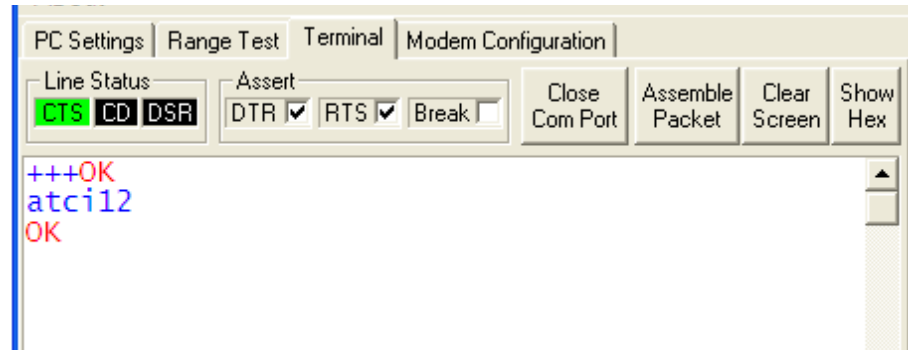 PC Settings Range Test Terminal Modem Configuration
Line Status Assert
CTS CD DSR DTR RTS Break
Close Com Port
Assemble Packet
Clear Screen
Show Hex
+++OK
atci12
OK